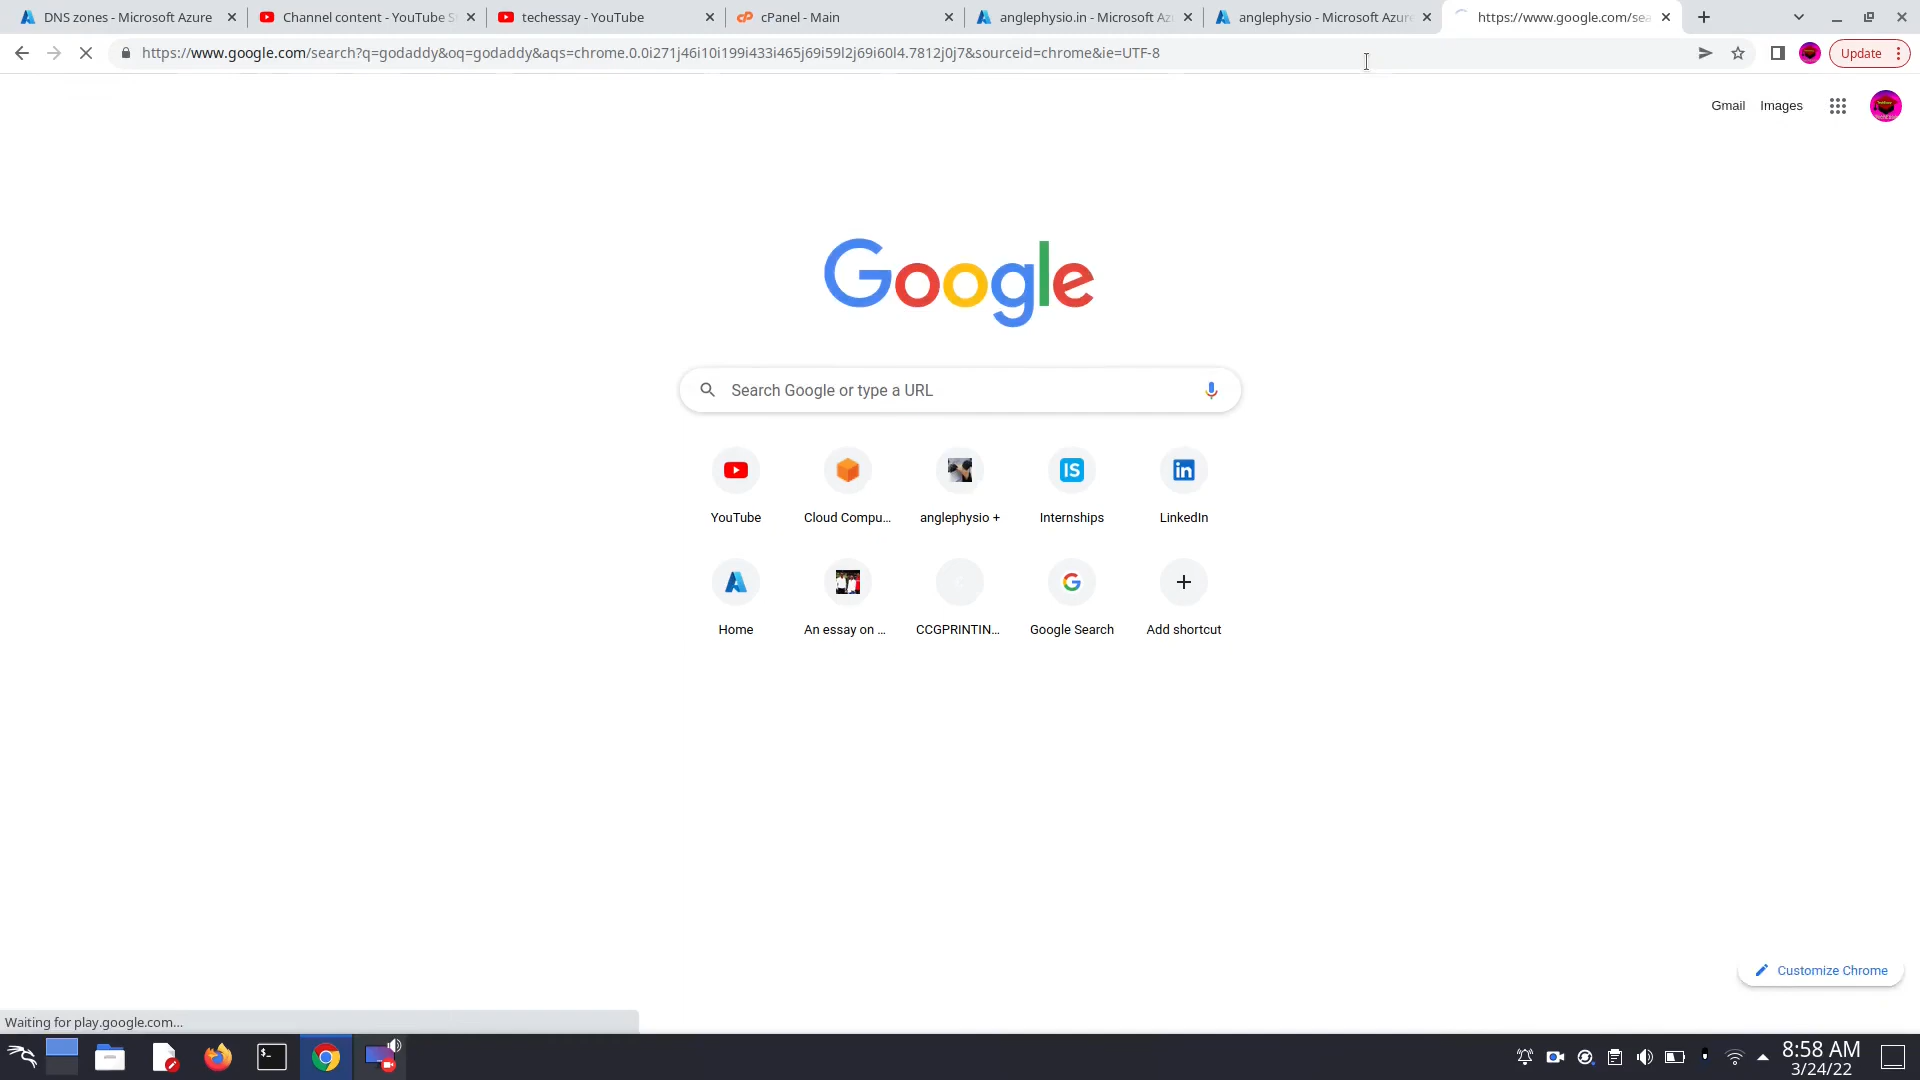 DNS zones - Microsoft Azure
Channel content - YouTube S
techessay - YouTube
cPanel - Main
anglephysio.in - Microsoft Az
anglephysio - Microsoft Azur
https://www.google.com/sea
https://www.google.com/search?q=godaddy&oq=godaddy&aqs=chrome.0.0i271j46i10i199i433i465j69i59l2j69i60l4.7812j0j7&sourceid=chrome&ie=UTF-8
Update
Gmail Images
Google
Search Google or type a URL
YouTube
Cloud Compu...
anglephysio +
IS
Internships
in
LinkedIn
Home
An essay on ...
CCGPRINTIN...
Google Search
Add shortcut
Customize Chrome
Waiting for play.google.com...
8:58 AM
3/24/22